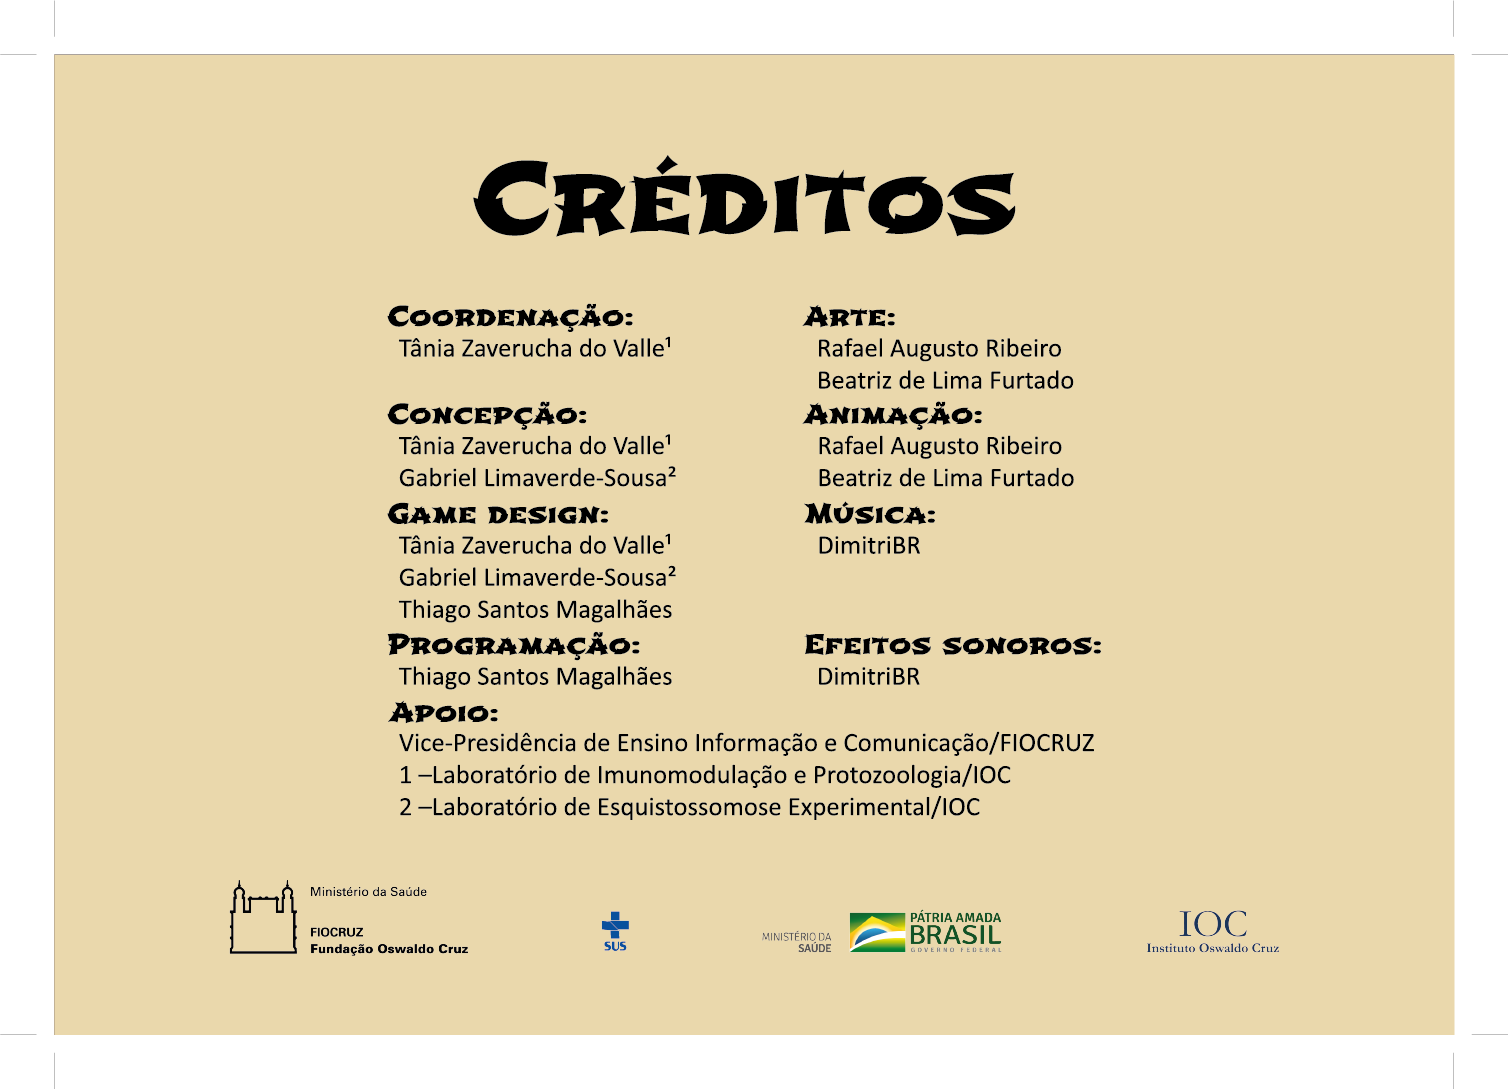 CRÉDITOS
COORDENAÇÃO:
Tânia Zaverucha do Valle¹
ARTE:
Rafael Augusto Ribeiro
Beatriz de Lima Furtado
CONCEPÇÃO:
Tânia Zaverucha do Valle¹
Gabriel Limaverde-Sousa²
ANIMAÇÃO:
Rafael Augusto Ribeiro
Beatriz de Lima Furtado
GAME DESIGN:
Tânia Zaverucha do Valle¹
Gabriel Limaverde-Sousa²
Thiago Santos Magalhães
MÚSICA:
DimitriBR
PROGRAMAÇÃO:
Thiago Santos Magalhães
EFEITOS SONOROS:
DimitriBR
APOIO:
Vice-Presidência de Ensino Informação e Comunicação/FIOCRUZ
1 –Laboratório de Imunomodulação e Protozoologia/IOC
2 –Laboratório de Esquistossomose Experimental/IOC
Ministério da Saúde
FIOCRUZ
Fundação Oswaldo Cruz
SUS
MINISTÉRIO DA
SAÚDE
PÁTRIA AMADA
BRASIL
GOVERNO FEDERAL
IOC
Instituto Oswaldo Cruz